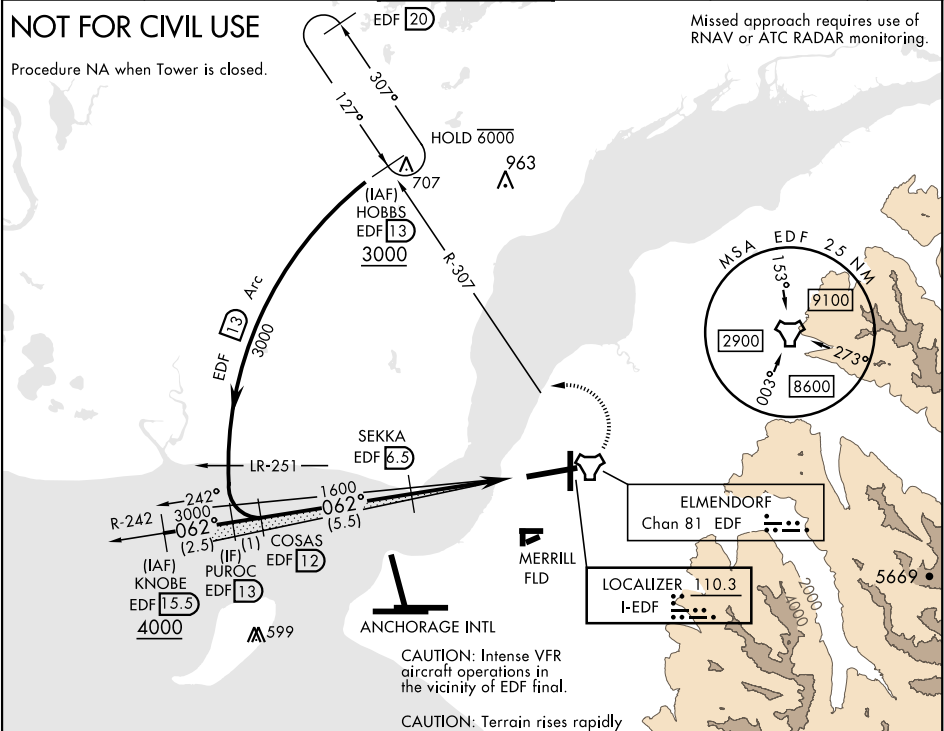 NOT FOR CIVIL USE
Procedure NA when Tower is closed.
EDF 20
Missed approach requires use of
RNAV or ATC RADAR monitoring.
307°
127°
HOLD 6000
963
707
(IAF)
HOBBS
EDF 13
3000
R-307
MSA EDF 25 NM
153°
9100
2900
273°
003°
8600
EDF 13 Arc
3000
SEKKA
EDF 6.5
LR-251
242°
1600
R-242
3000
062°
062°
(2.5)
(1)
(5.5)
(IAF)
KNOBE
EDF 15.5
4000
(IF)
PUROC
EDF 13
COSAS
EDF 12
599
ELMENDORF
Chan 81 EDF
MERRILL
FLD
LOCALIZER 110.3
I-EDF
5669
2000
4000
ANCHORAGE INTL
CAUTION: Intense VFR
aircraft operations in
the vicinity of EDF final.
CAUTION: Terrain rises rapidly